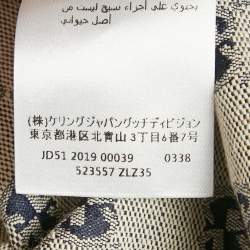 يحتوي على أجزاء نسيج ليست من
أصل حيواني
(株)ケリングジャパングッチディビジョン
東京都港区北青山3丁目6番7号
JD51 2019 00039 0338
523557 ZLZ35